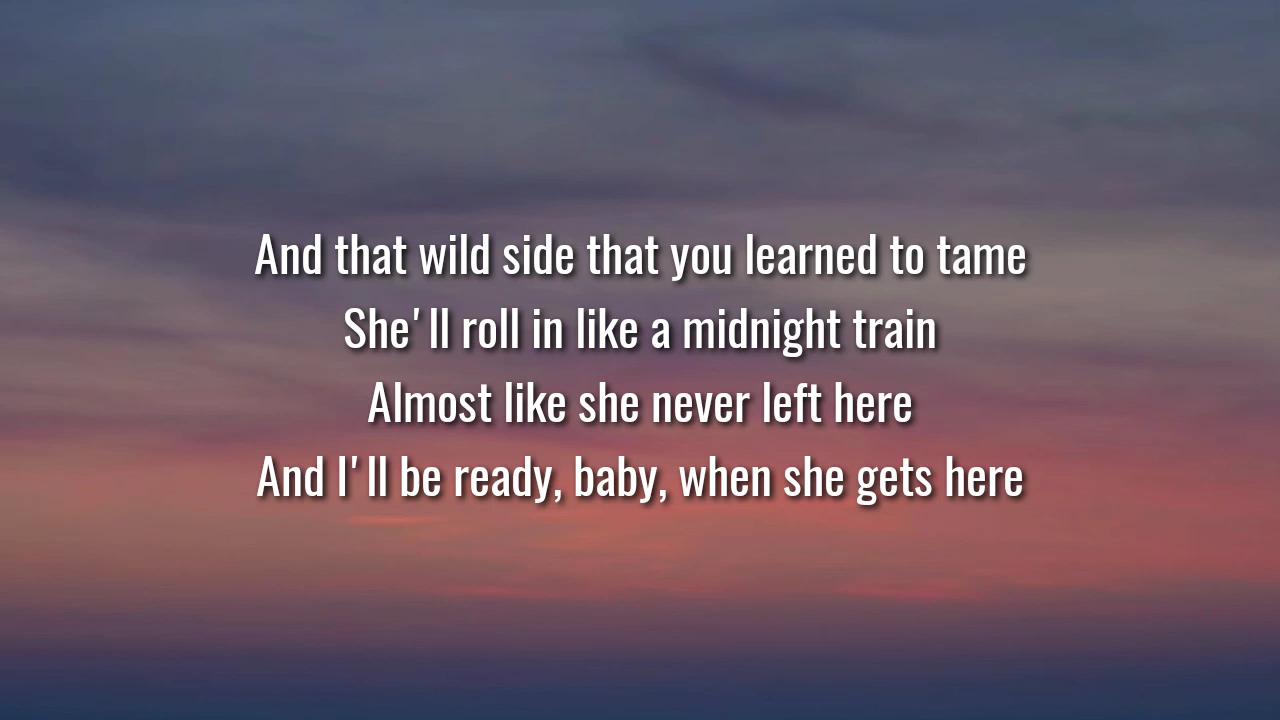 And that wild side that you learned to tame
She'll roll in like a midnight train
Almost like she never left here
And I'll be ready, baby, when she gets here